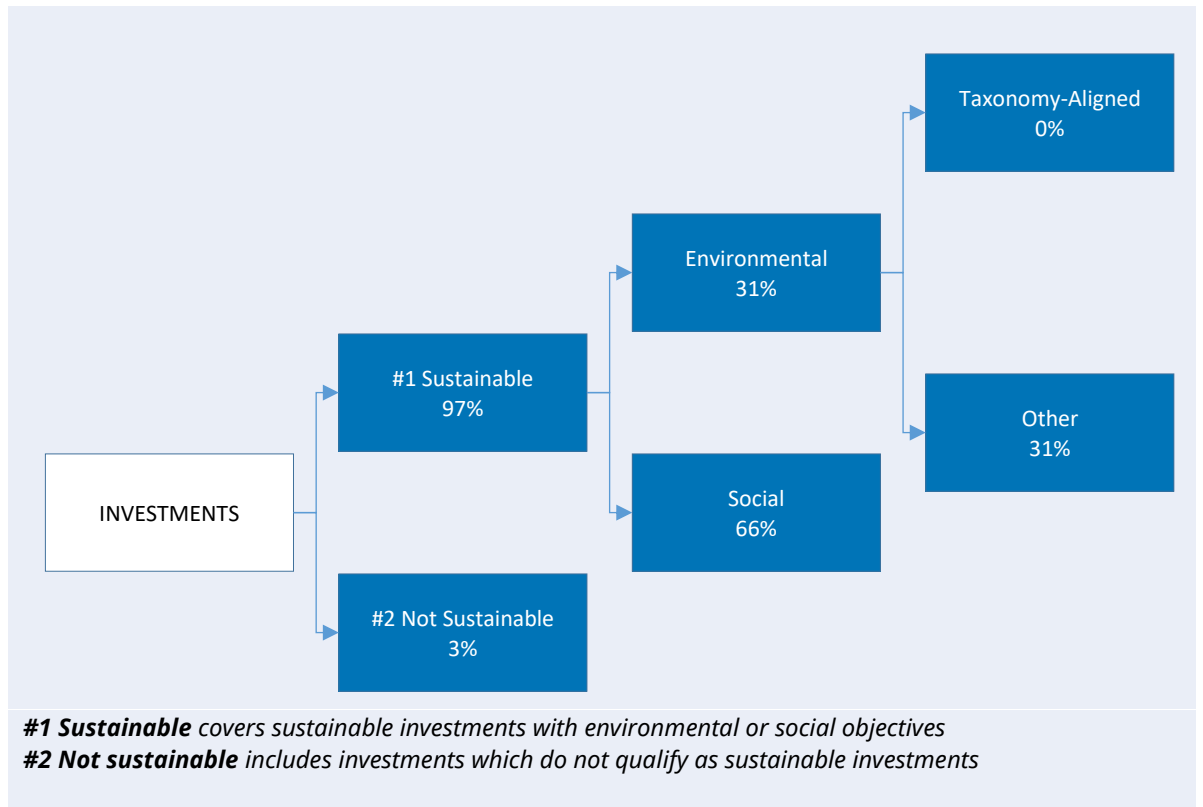 Taxonomy-Aligned
0%
Environmental
31%
#1 Sustainable
97%
Other
31%
INVESTMENTS
Social
66%
#2 Not Sustainable
3%
#1 Sustainable covers sustainable investments with environmental or social objectives
#2 Not sustainable includes investments which do not qualify as sustainable investments